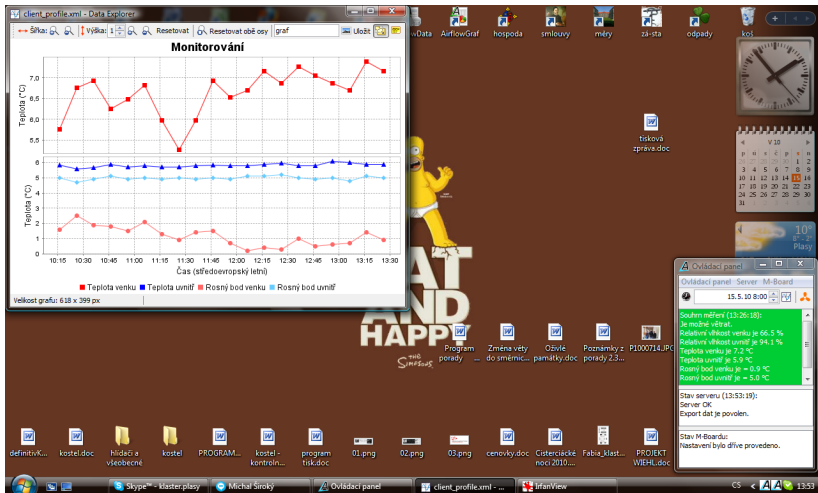 client_profile.xml - Data Explorer
Šířka:
Výška: 1
Resetovat
Resetovat obě osy
graf
Uložit
Monitorování
Teplota (°C)
7,0
6,5
6,0
5,5
Teplota (°C)
6
5
4
3
2
1
0
10:15 10:30 10:45 11:00 11:15 11:30 11:45 12:00 12:15 12:30 12:45 13:00 13:15 13:30
Čas (středoevropský letní)
Teplota venku Teplota uvnitř Rosný bod venku Rosný bod uvnitř
Velikost grafu: 618 x 399 px
AirflowGraf
hospoda
smlouvy
měry
zá-sta
odpady
koš
tisková
zpráva.doc
V 10
10°
Plasy
AT
AND
HAPPY
THE
SIMPSONS
Ovládací panel
Ovládací panel Server M-Board
15.5.10 8:00
Souhrn měření (13:26:18):
Je možné větrat.
Relativní vlhkost venku je 66.5 %
Relativní vlhkost uvnitř je 94.1 %
Teplota venku je 7.2 °C
Teplota uvnitř je 5.9 °C
Rosný bod venku je = 0.9 °C
Rosný bod uvnitř je = 5.0 °C
Stav serveru (13:53:19):
Server OK
Export dat je povolen.
Stav M-Boardu:
Nastavení bylo dříve provedeno.
Program
porady ...
Změna věty
do směrnic...
Oživlé
památky.doc
Poznámky z
porady 2.3...
P1000714.JPG
definitivK...
kostel.doc
hlídači a
všeobecné
kostel
PROGRAM...
kostel -
kontroln...
program
tisk.doc
01.png
02.png
03.png
cenovky.doc
Cisterciácké
noci 2010....
Fabia_klast...
PROJEKT
WIEHL.doc
Skype™ - klaster.plasy
Michal Široký
Ovládací panel
client_profile.xml - ...
IrfanView
CS
13:53